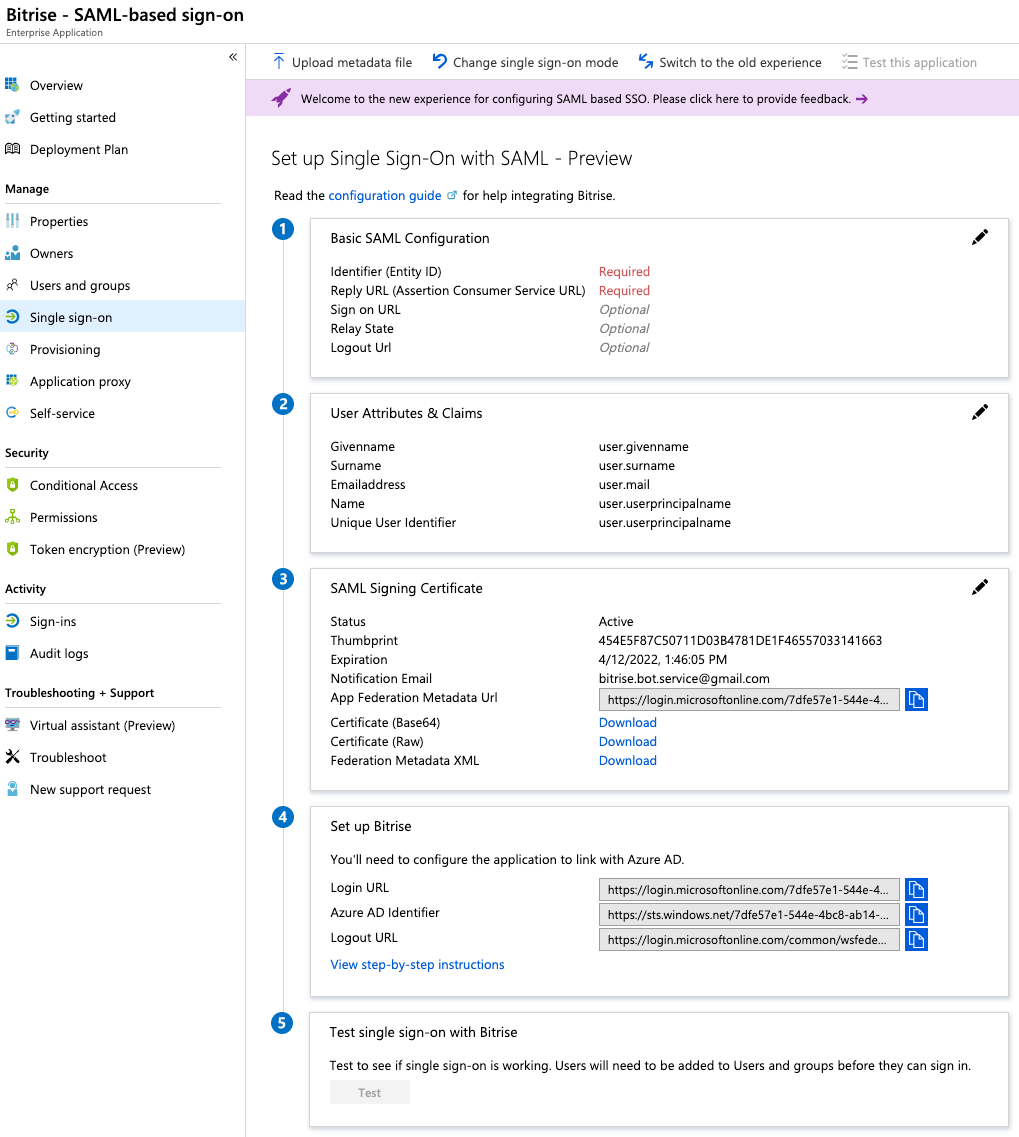 Bitrise - SAML-based sign-on
Enterprise Application
«
Overview
Getting started
Deployment Plan
Manage
Properties
Owners
Users and groups
Single sign-on
Provisioning
Application proxy
Self-service
Security
Conditional Access
Permissions
Token encryption (Preview)
Activity
Sign-ins
Audit logs
Troubleshooting + Support
Virtual assistant (Preview)
Troubleshoot
New support request
Upload metadata file Change single sign-on mode Switch to the old experience Test this application
Welcome to the new experience for configuring SAML based SSO. Please click here to provide feedback. →
Set up Single Sign-On with SAML - Preview
Read the configuration guide for help integrating Bitrise.
1
Basic SAML Configuration
Identifier (Entity ID) Required
Reply URL (Assertion Consumer Service URL) Required
Sign on URL Optional
Relay State Optional
Logout Url Optional
2
User Attributes & Claims
Givenname user.givenname
Surname user.surname
Emailaddress user.mail
Name user.userprincipalname
Unique User Identifier user.userprincipalname
3
SAML Signing Certificate
Status Active
Thumbprint 454E5F87C50711D03B4781DE1F46557033141663
Expiration 4/12/2022, 1:46:05 PM
Notification Email bitrise.bot.service@gmail.com
App Federation Metadata Url https://login.microsoftonline.com/7dfe57e1-544e-4...
Certificate (Base64) Download
Certificate (Raw) Download
Federation Metadata XML Download
4
Set up Bitrise
You'll need to configure the application to link with Azure AD.
Login URL https://login.microsoftonline.com/7dfe57e1-544e-4...
Azure AD Identifier https://sts.windows.net/7dfe57e1-544e-4bc8-ab14-...
Logout URL https://login.microsoftonline.com/common/wsfede...
View step-by-step instructions
5
Test single sign-on with Bitrise
Test to see if single sign-on is working. Users will need to be added to Users and groups before they can sign in.
Test